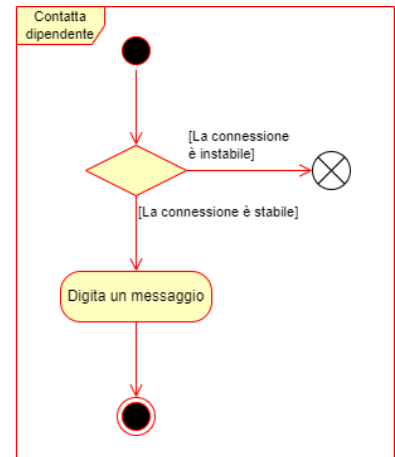 Contatta
dipendente
[La connessione
è instabile]
[La connessione è stabile]
Digita un messaggio